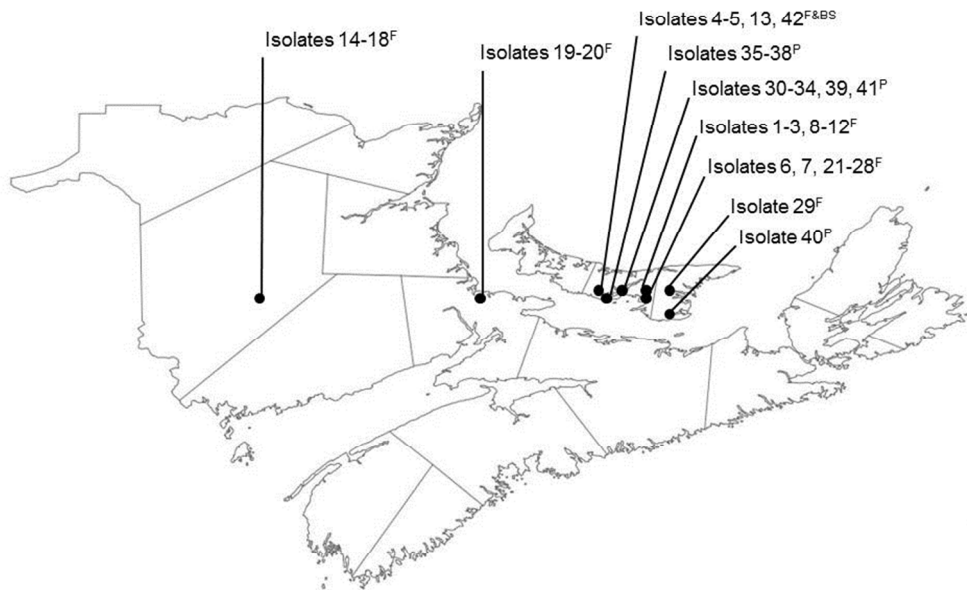 Isolates 4-5, 13, 42F&BS
Isolates 14-18F
Isolates 19-20F
Isolates 35-38P
Isolates 30-34, 39, 41P
Isolates 1-3, 8-12F
Isolates 6, 7, 21-28F
Isolate 29F
Isolate 40P